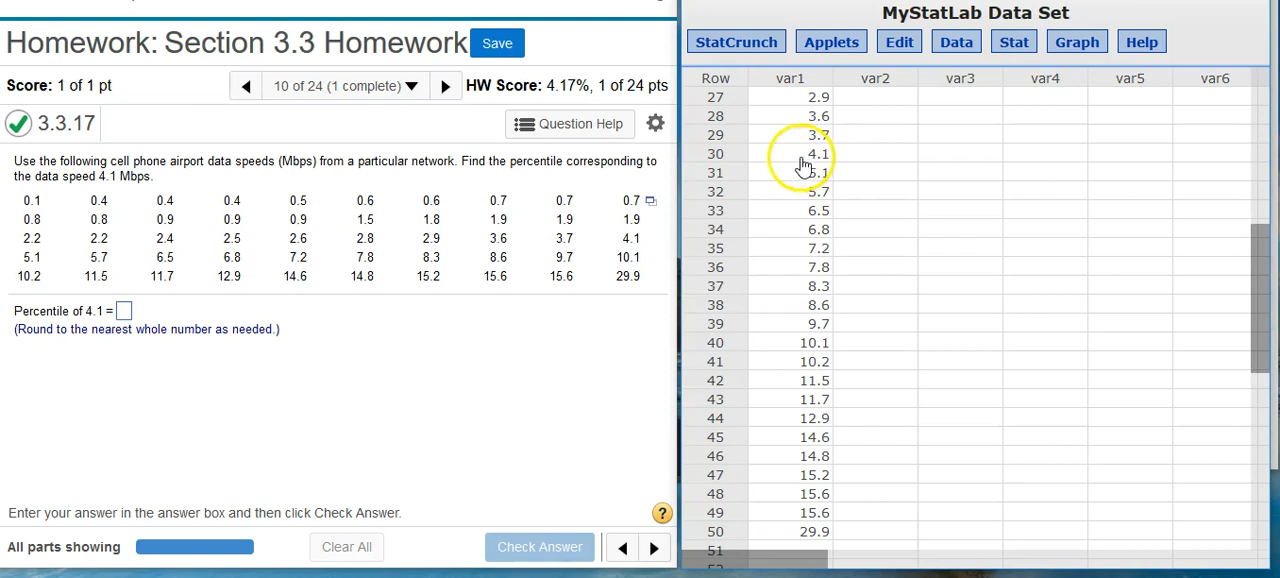 MyStatLab Data Set
Homework: Section 3.3 Homework Save
StatCrunch Applets Edit Data Stat Graph Help
Score: 1 of 1 pt 10 of 24 (1 complete) HW Score: 4.17%, 1 of 24 pts
3.3.17 Question Help
Use the following cell phone airport data speeds (Mbps) from a particular network. Find the percentile corresponding to
the data speed 4.1 Mbps.
0.1 0.4 0.4 0.4 0.5 0.6 0.6 0.7 0.7 0.7
0.8 0.8 0.9 0.9 0.9 1.5 1.8 1.9 1.9 1.9
2.2 2.2 2.4 2.5 2.6 2.8 2.9 3.6 3.7 4.1
5.1 5.7 6.5 6.8 7.2 7.8 8.3 8.6 9.7 10.1
10.2 11.5 11.7 12.9 14.6 14.8 15.2 15.6 15.6 29.9
Percentile of 4.1 =
(Round to the nearest whole number as needed.)
Enter your answer in the answer box and then click Check Answer.
?
All parts showing Clear All Check Answer
Row var1 var2 var3 var4 var5 var6
27 2.9
28 3.6
29 3.7
30 4.1
31 5.1
32 5.7
33 6.5
34 6.8
35 7.2
36 7.8
37 8.3
38 8.6
39 9.7
40 10.1
41 10.2
42 11.5
43 11.7
44 12.9
45 14.6
46 14.8
47 15.2
48 15.6
49 15.6
50 29.9
51